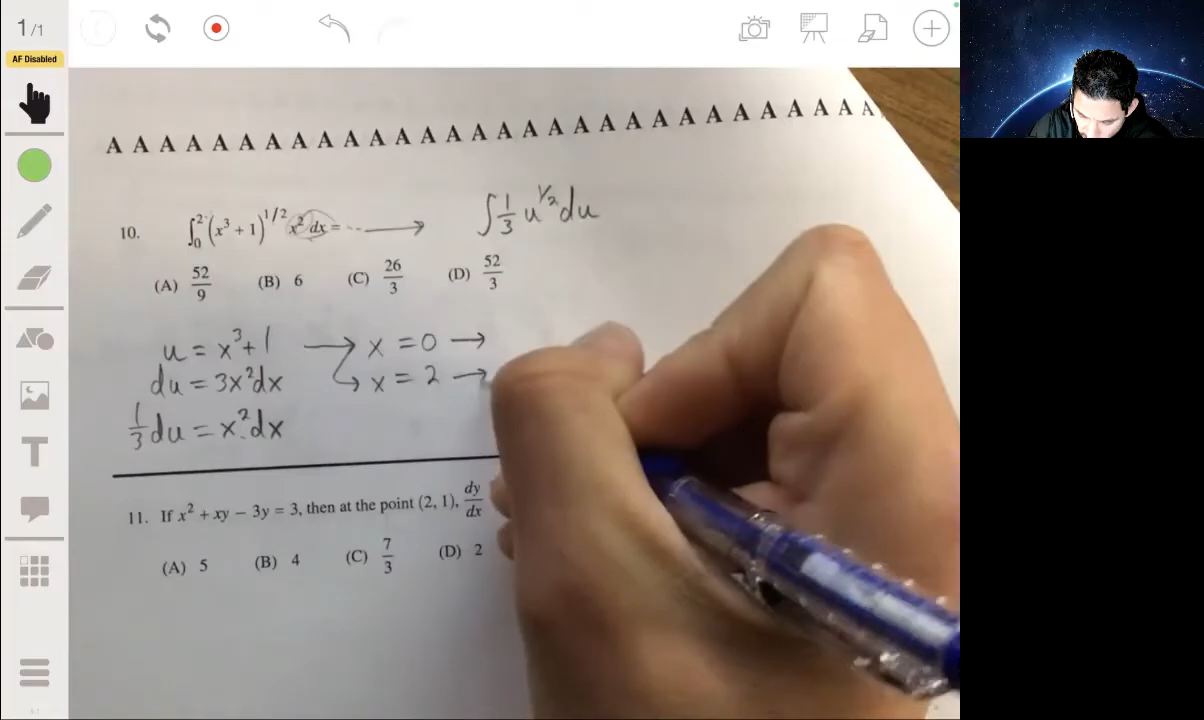 1/1
AF Disabled
A A A A A A A A A A A A A A A A A A A A A A A A A A A A A A
10. ∫₀² (x³ + 1)^{1/2} x² dx = --→ ∫ 1/3 u^{1/2} du
(A) 52/9 (B) 6 (C) 26/3 (D) 52/3
u = x³ + 1 → x = 0 →
du = 3x²dx ↳ x = 2 →
1/3 du = x²dx
11. If x² + xy − 3y = 3, then at the point (2, 1), dy/dx
(A) 5 (B) 4 (C) 7/3 (D) 2
T